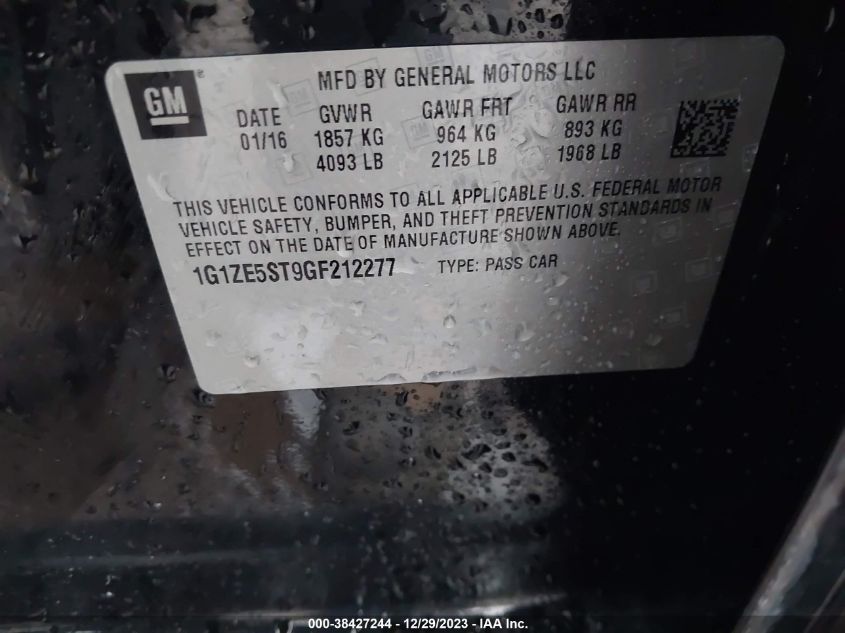 GM®
MFD BY GENERAL MOTORS LLC
DATE GVWR GAWR FRT GAWR RR
01/16 1857 KG 964 KG 893 KG
4093 LB 2125 LB 1968 LB
THIS VEHICLE CONFORMS TO ALL APPLICABLE U.S. FEDERAL MOTOR
VEHICLE SAFETY, BUMPER, AND THEFT PREVENTION STANDARDS IN
EFFECT ON THE DATE OF MANUFACTURE SHOWN ABOVE.
1G1ZE5ST9GF212277 TYPE: PASS CAR
000-38427244 - 12/29/2023 - IAA Inc.